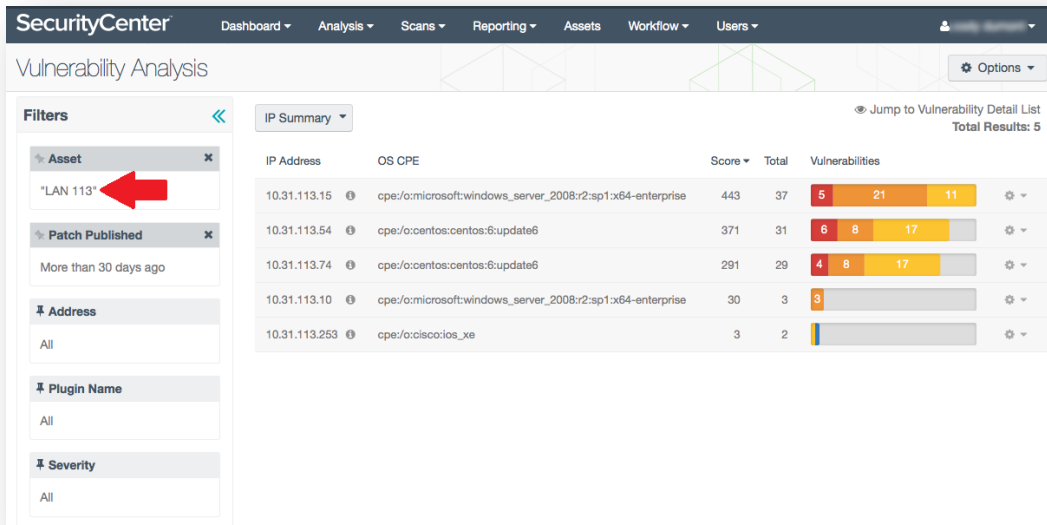 SecurityCenter
Dashboard Analysis Scans Reporting Assets Workflow Users
Vulnerability Analysis
Options
Filters
Asset
"LAN 113"
Patch Published
More than 30 days ago
Address
All
Plugin Name
All
Severity
All
IP Summary
Jump to Vulnerability Detail List
Total Results: 5
IP Address OS CPE Score Total Vulnerabilities
10.31.113.15 cpe:/o:microsoft:windows_server_2008:r2:sp1:x64-enterprise 443 37 5 21 11
10.31.113.54 cpe:/o:centos:centos:6:update6 371 31 6 8 17
10.31.113.74 cpe:/o:centos:centos:6:update6 291 29 4 8 17
10.31.113.10 cpe:/o:microsoft:windows_server_2008:r2:sp1:x64-enterprise 30 3 3
10.31.113.253 cpe:/o:cisco:ios_xe 3 2